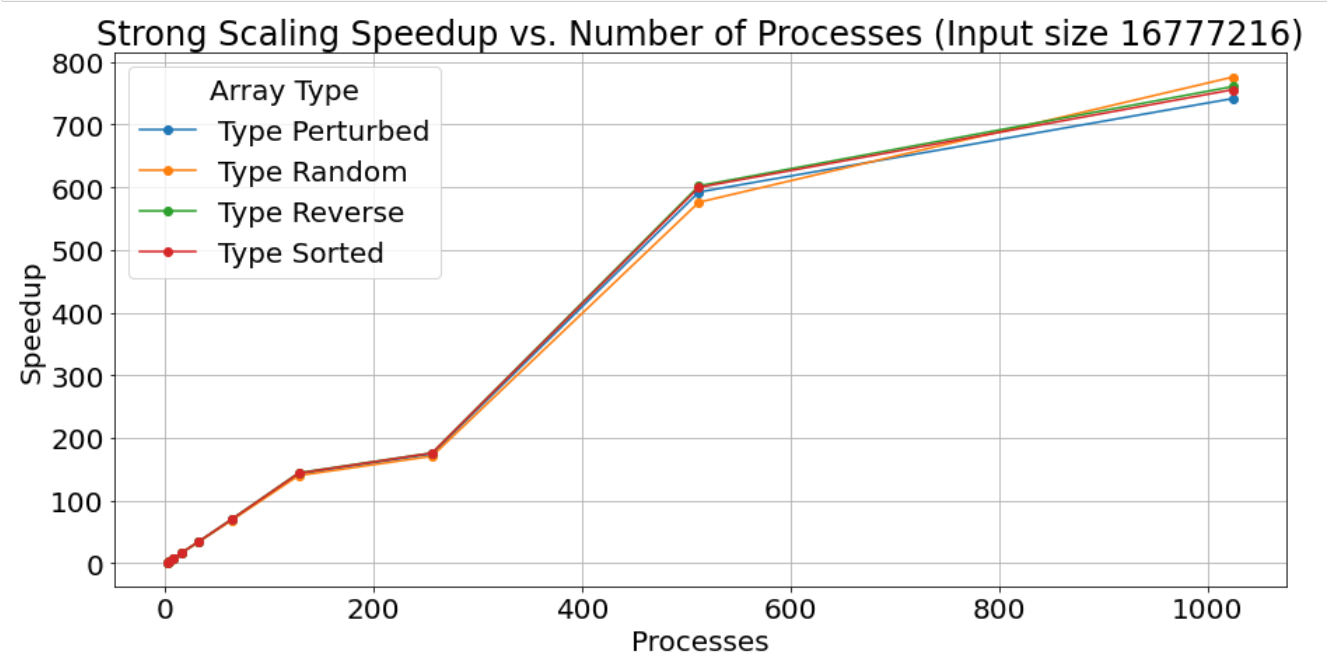 Strong Scaling Speedup vs. Number of Processes (Input size 16777216)
800
700
600
500
400
300
200
100
0
Speedup
Array Type
Type Perturbed
Type Random
Type Reverse
Type Sorted
0 200 400 600 800 1000
Processes